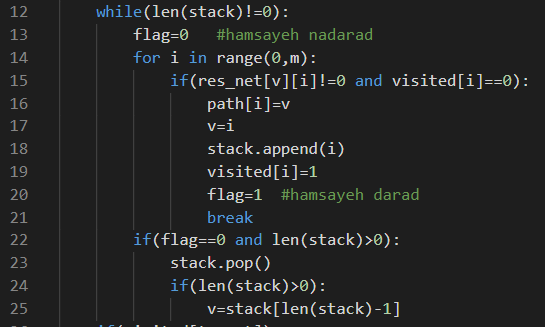 12 while(len(stack)!=0):
13 flag=0 #hamsayeh nadarad
14 for i in range(0,m):
15 if(res_net[v][i]!=0 and visited[i]==0):
16 path[i]=v
17 v=i
18 stack.append(i)
19 visited[i]=1
20 flag=1 #hamsayeh darad
21 break
22 if(flag==0 and len(stack)>0):
23 stack.pop()
24 if(len(stack)>0):
25 v=stack[len(stack)-1]